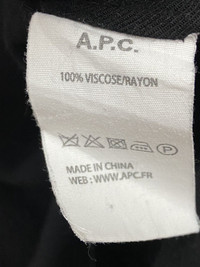 A.P.C.
100% VISCOSE/RAYON
P
MADE IN CHINA
WEB : WWW.APC.FR